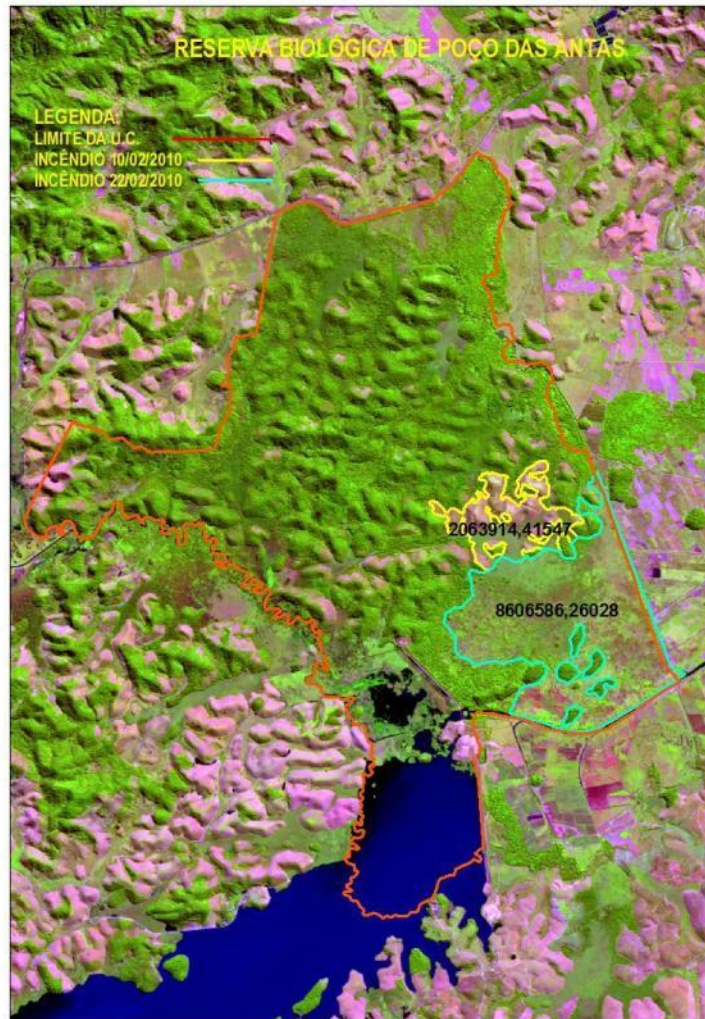 RESERVA BIOLÓGICA DE POÇO DAS ANTAS
LEGENDA:
LIMITE DA U.C.
INCÊNDIO 10/02/2010
INCÊNDIO 22/02/2010
2063914,41547
8606586,26028